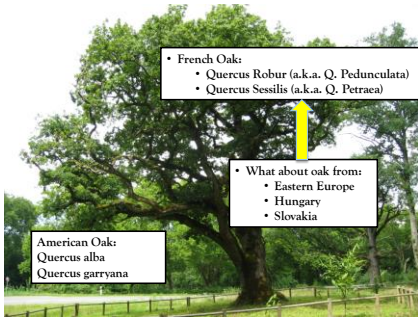 • French Oak:
• Quercus Robur (a.k.a. Q. Pedunculata)
• Quercus Sessilis (a.k.a. Q. Petraea)
• What about oak from:
• Eastern Europe
• Hungary
• Slovakia
American Oak:
Quercus alba
Quercus garryana